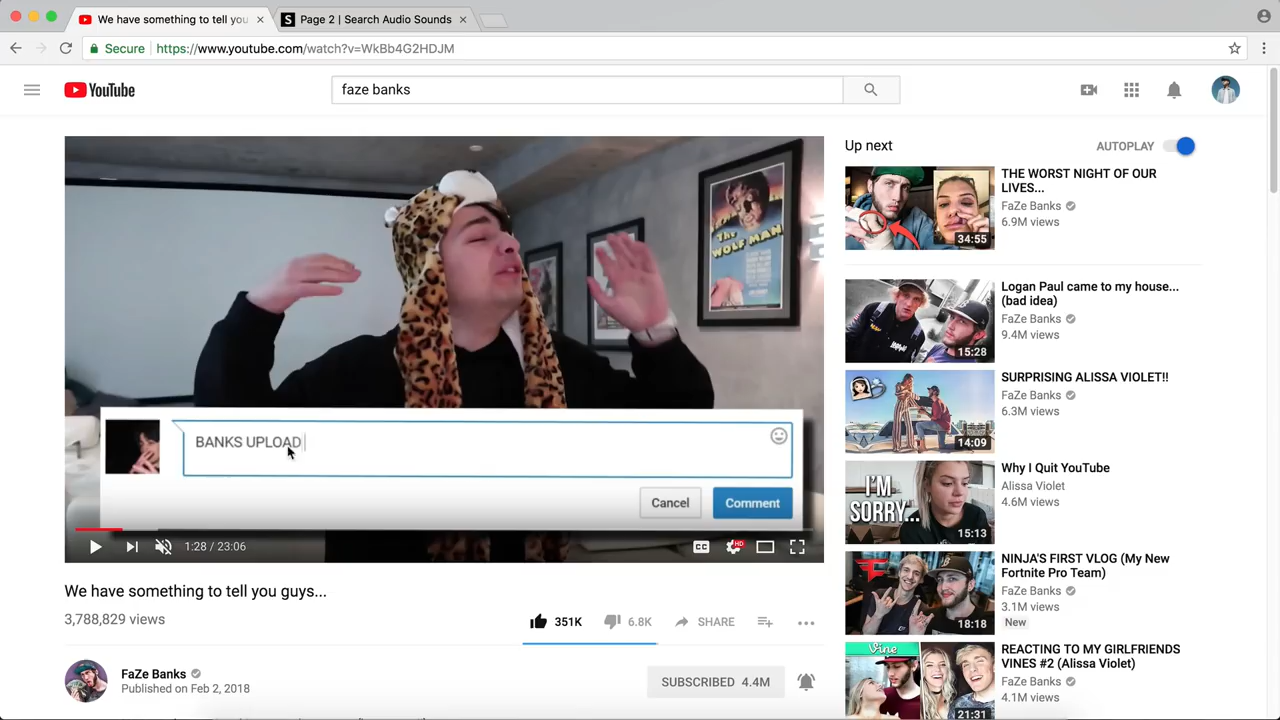 We have something to tell you
Page 2 | Search Audio Sounds
Secure
https://www.youtube.com/watch?v=WkBb4G2HDJM
YouTube
faze banks
The
WOLF MAN
BANKS UPLOAD
Cancel
Comment
1:28 / 23:06
CC
HD
We have something to tell you guys...
3,788,829 views
351K
6.8K
SHARE
FaZe Banks
Published on Feb 2, 2018
SUBSCRIBED 4.4M
Up next
AUTOPLAY
34:55
THE WORST NIGHT OF OUR
LIVES...
FaZe Banks
6.9M views
15:28
Logan Paul came to my house...
(bad idea)
FaZe Banks
9.4M views
14:09
SURPRISING ALISSA VIOLET!!
FaZe Banks
6.3M views
I'M
SORRY...
15:13
Why I Quit YouTube
Alissa Violet
4.6M views
18:18
NINJA'S FIRST VLOG (My New
Fortnite Pro Team)
FaZe Banks
3.1M views
New
Vine
21:31
REACTING TO MY GIRLFRIENDS
VINES #2 (Alissa Violet)
FaZe Banks
4.1M views